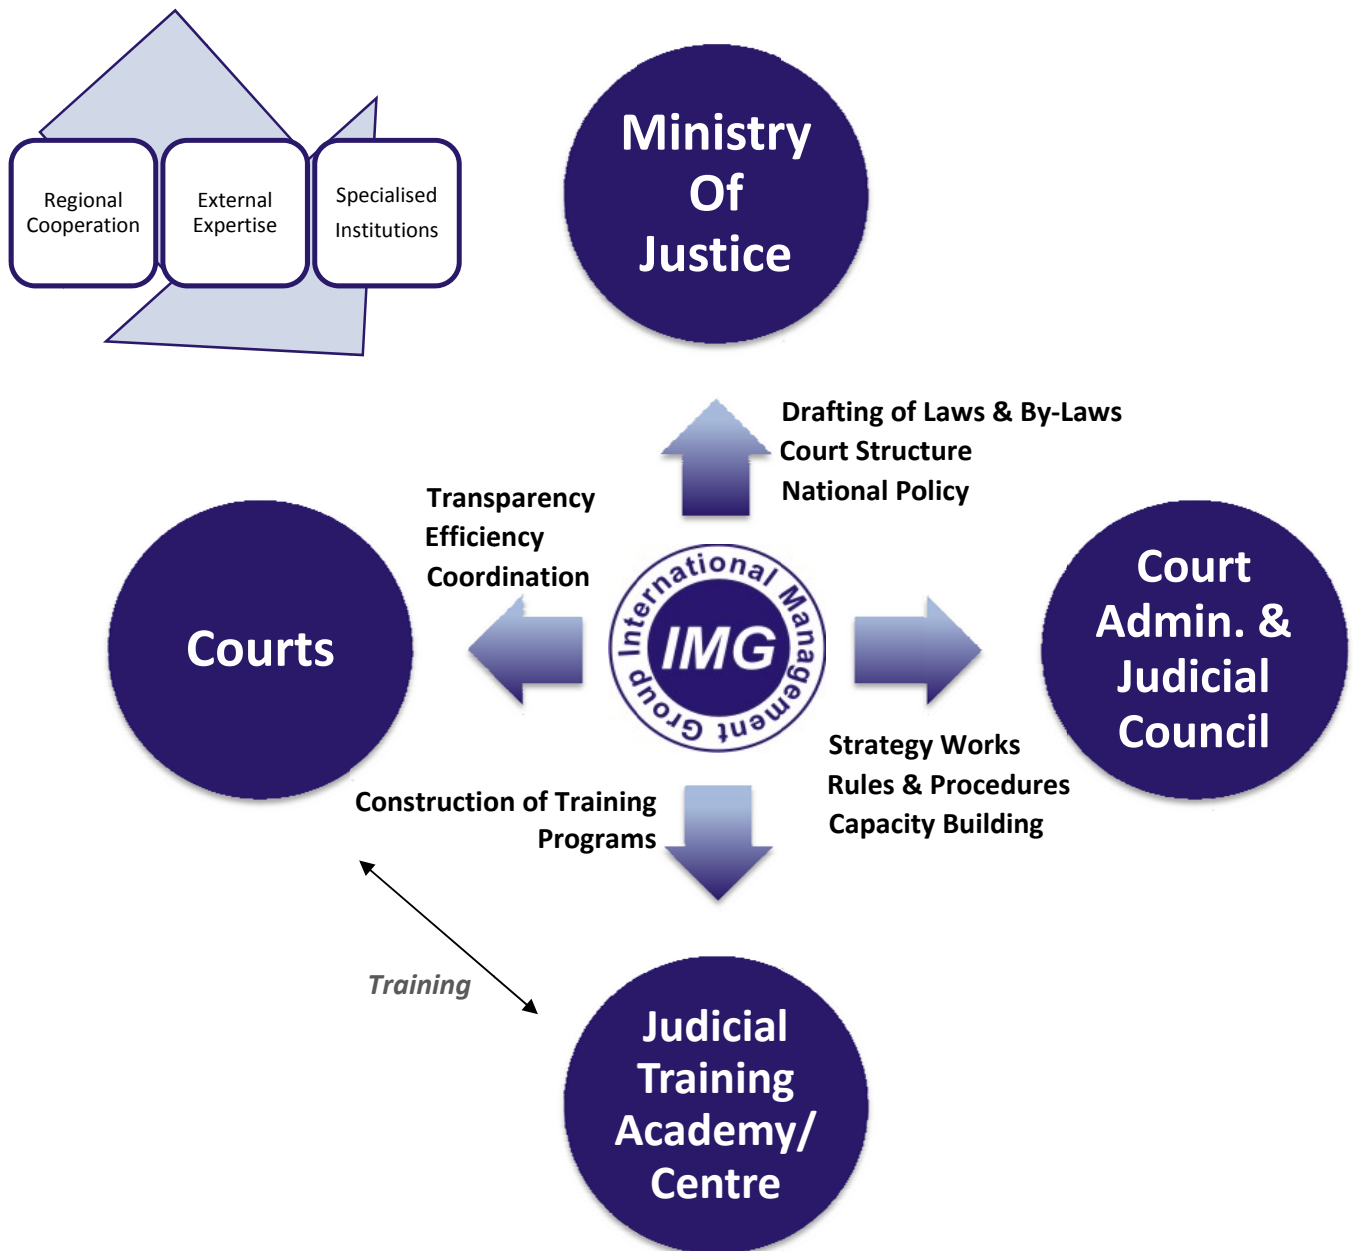 Regional
Cooperation
External
Expertise
Specialised
Institutions
Ministry
Of
Justice
Drafting of Laws & By-Laws
Court Structure
National Policy
Transparency
Efficiency
Coordination
Courts
International Management Group
IMG
Court
Admin. &
Judicial
Council
Strategy Works
Rules & Procedures
Capacity Building
Construction of Training
Programs
Training
Judicial
Training
Academy/
Centre